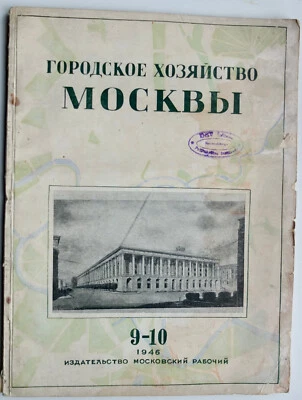 ГОРОДСКОЕ ХОЗЯЙСТВО
МОСКВЫ
9-10
1946
ИЗДАТЕЛЬСТВО МОСКОВСКИЙ РАБОЧИЙ